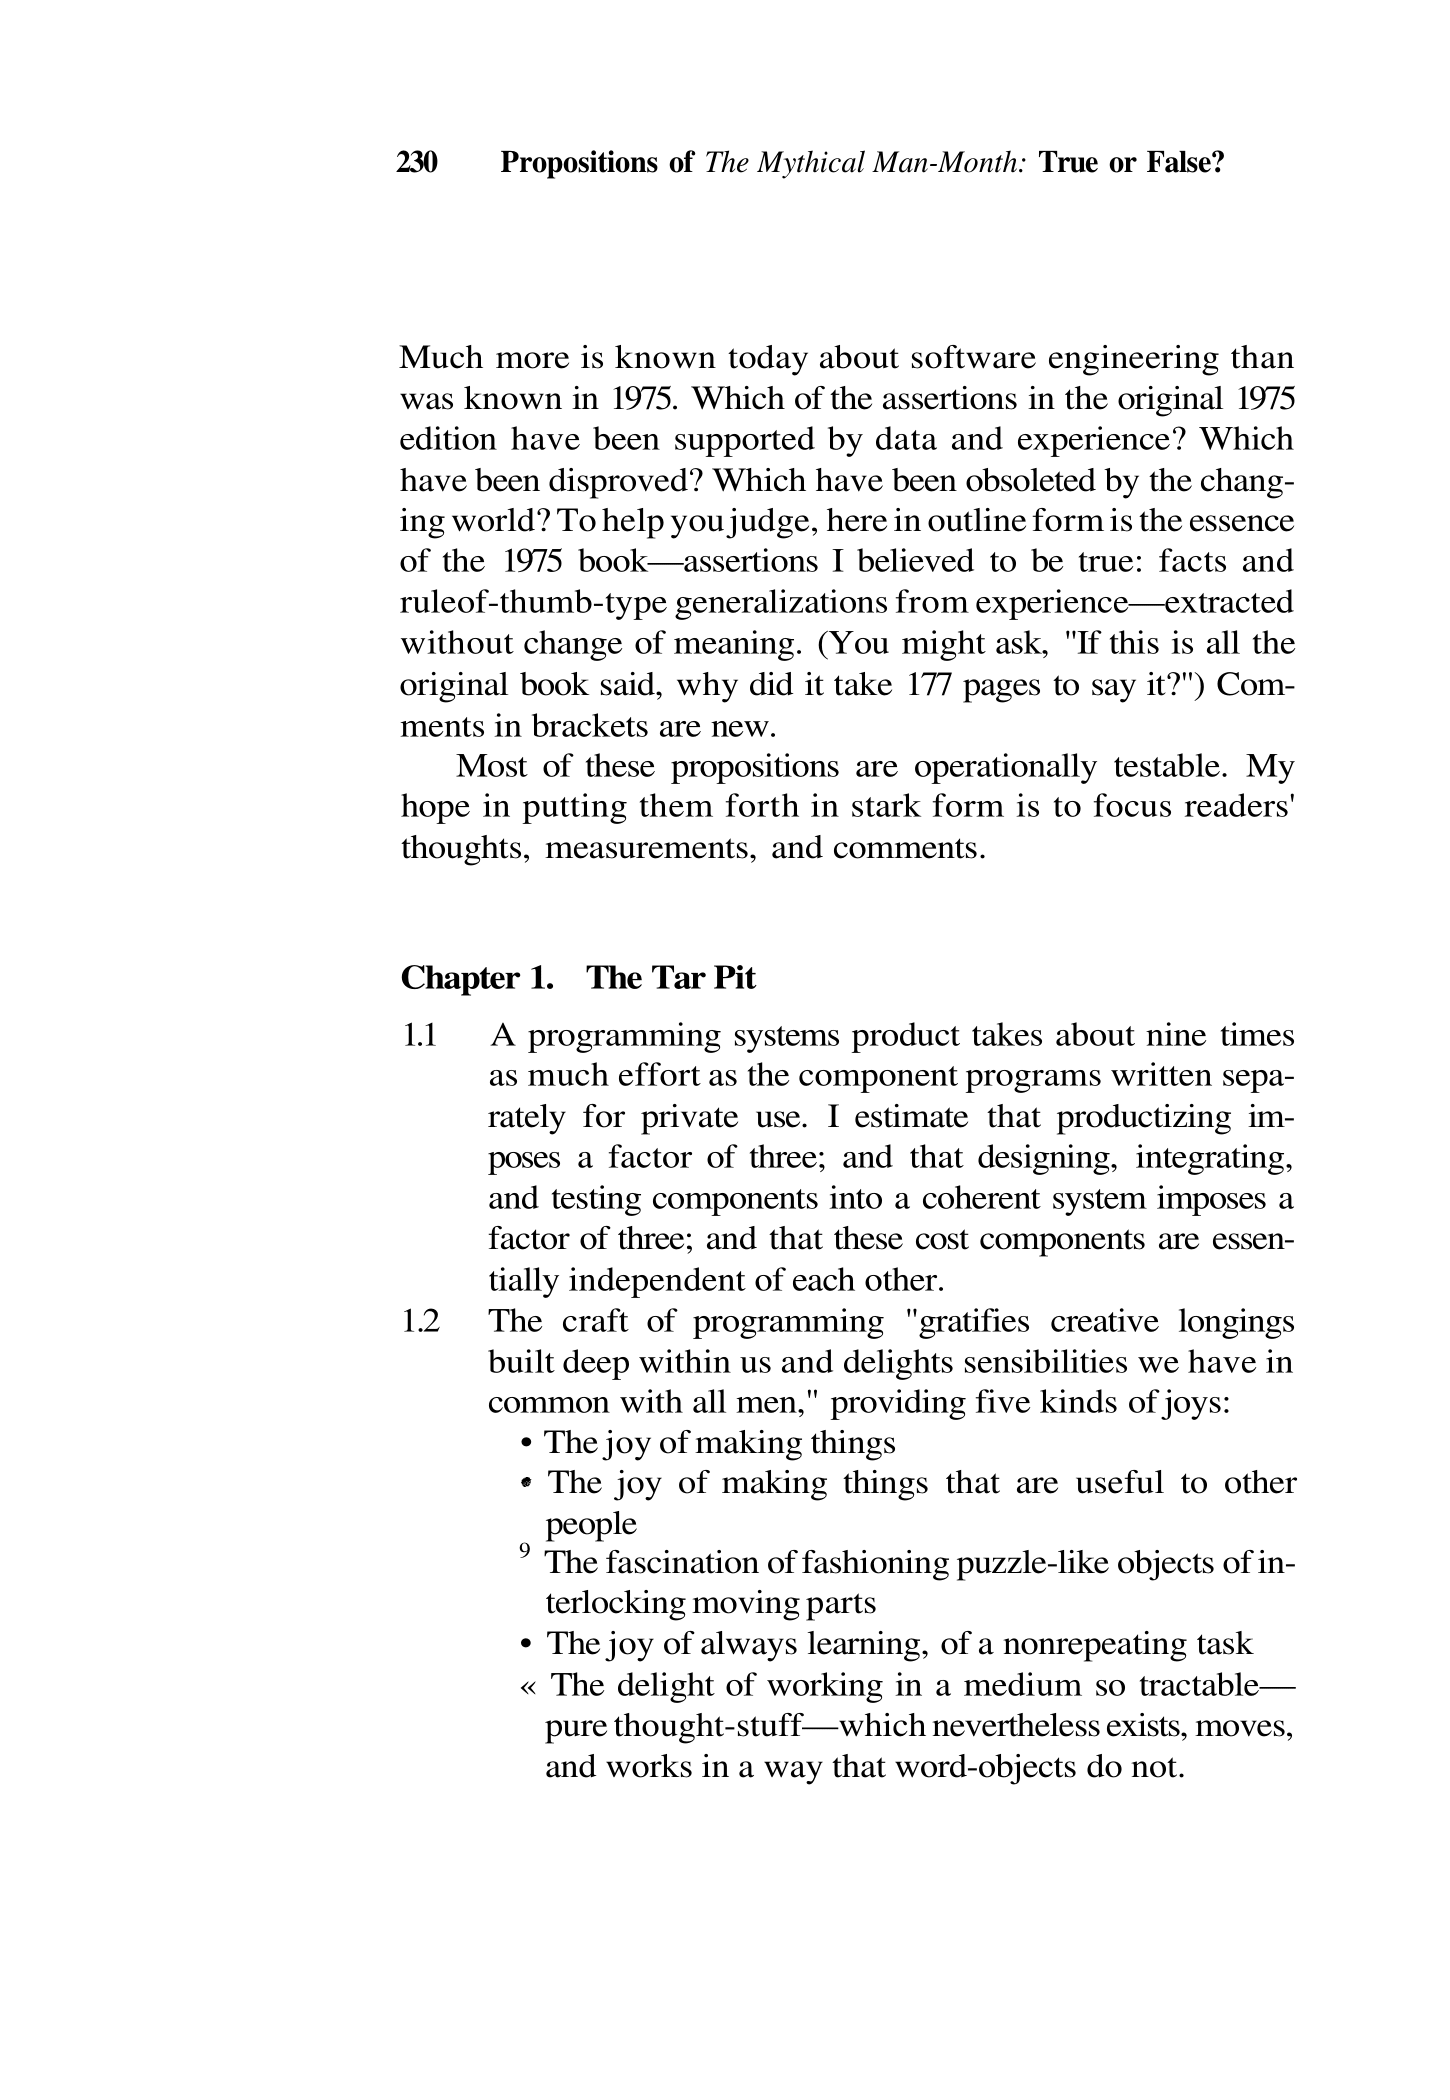 230 Propositions of The Mythical Man-Month: True or False?
Much more is known today about software engineering than
was known in 1975. Which of the assertions in the original 1975
edition have been supported by data and experience? Which
have been disproved? Which have been obsoleted by the chang-
ing world? To help you judge, here in outline form is the essence
of the 1975 book—assertions I believed to be true: facts and
ruleof-thumb-type generalizations from experience—extracted
without change of meaning. (You might ask, "If this is all the
original book said, why did it take 177 pages to say it?") Com-
ments in brackets are new.
Most of these propositions are operationally testable. My
hope in putting them forth in stark form is to focus readers'
thoughts, measurements, and comments.
Chapter 1. The Tar Pit
1.1 A programming systems product takes about nine times
as much effort as the component programs written sepa-
rately for private use. I estimate that productizing im-
poses a factor of three; and that designing, integrating,
and testing components into a coherent system imposes a
factor of three; and that these cost components are essen-
tially independent of each other.
1.2 The craft of programming "gratifies creative longings
built deep within us and delights sensibilities we have in
common with all men," providing five kinds of joys:
• The joy of making things
• The joy of making things that are useful to other
people
9 The fascination of fashioning puzzle-like objects of in-
terlocking moving parts
• The joy of always learning, of a nonrepeating task
« The delight of working in a medium so tractable—
pure thought-stuff—which nevertheless exists, moves,
and works in a way that word-objects do not.